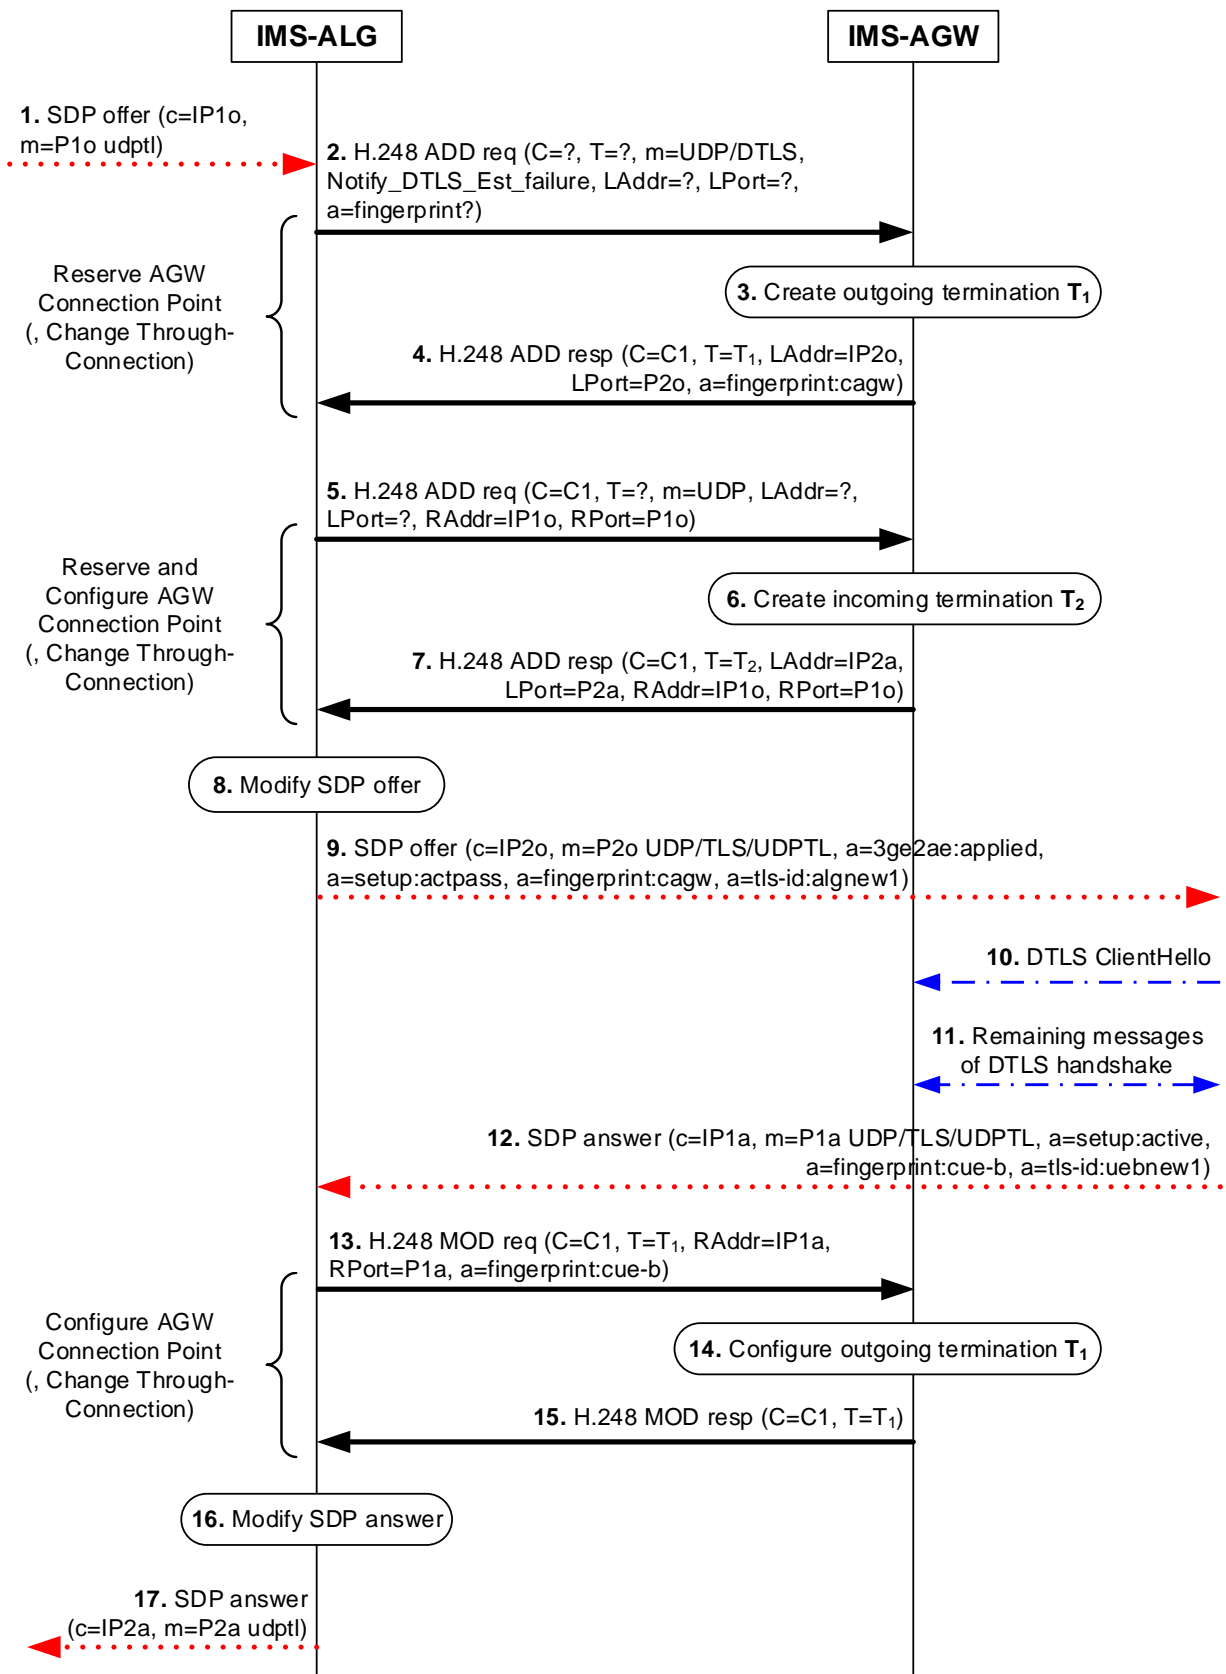 IMS-ALG
IMS-AGW
1. SDP offer (c=IP1o,
m=P1o udptl)
2. H.248 ADD req (C=?, T=?, m=UDP/DTLS,
Notify_DTLS_Est_failure, LAddr=?, LPort=?,
a=fingerprint?)
Reserve AGW
Connection Point
(, Change Through-
Connection)
3. Create outgoing termination T1
4. H.248 ADD resp (C=C1, T=T1, LAddr=IP2o,
LPort=P2o, a=fingerprint:cagw)
5. H.248 ADD req (C=C1, T=?, m=UDP, LAddr=?,
LPort=?, RAddr=IP1o, RPort=P1o)
Reserve and
Configure AGW
Connection Point
(, Change Through-
Connection)
6. Create incoming termination T2
7. H.248 ADD resp (C=C1, T=T2, LAddr=IP2a,
LPort=P2a, RAddr=IP1o, RPort=P1o)
8. Modify SDP offer
9. SDP offer (c=IP2o, m=P2o UDP/TLS/UDPTL, a=3ge2ae:applied,
a=setup:actpass, a=fingerprint:cagw, a=tls-id:algnew1)
10. DTLS ClientHello
11. Remaining messages
of DTLS handshake
12. SDP answer (c=IP1a, m=P1a UDP/TLS/UDPTL, a=setup:active,
a=fingerprint:cue-b, a=tls-id:uebnew1)
13. H.248 MOD req (C=C1, T=T1, RAddr=IP1a,
RPort=P1a, a=fingerprint:cue-b)
Configure AGW
Connection Point
(, Change Through-
Connection)
14. Configure outgoing termination T1
15. H.248 MOD resp (C=C1, T=T1)
16. Modify SDP answer
17. SDP answer
(c=IP2a, m=P2a udptl)